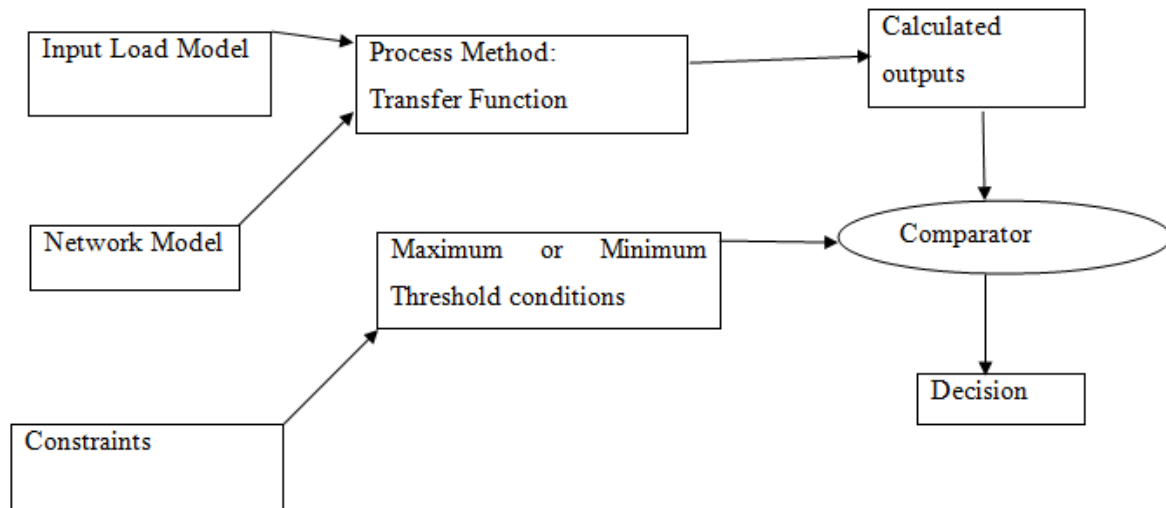 Input Load Model
Process Method:
Transfer Function
Calculated
outputs
Network Model
Maximum or Minimum
Threshold conditions
Comparator
Decision
Constraints